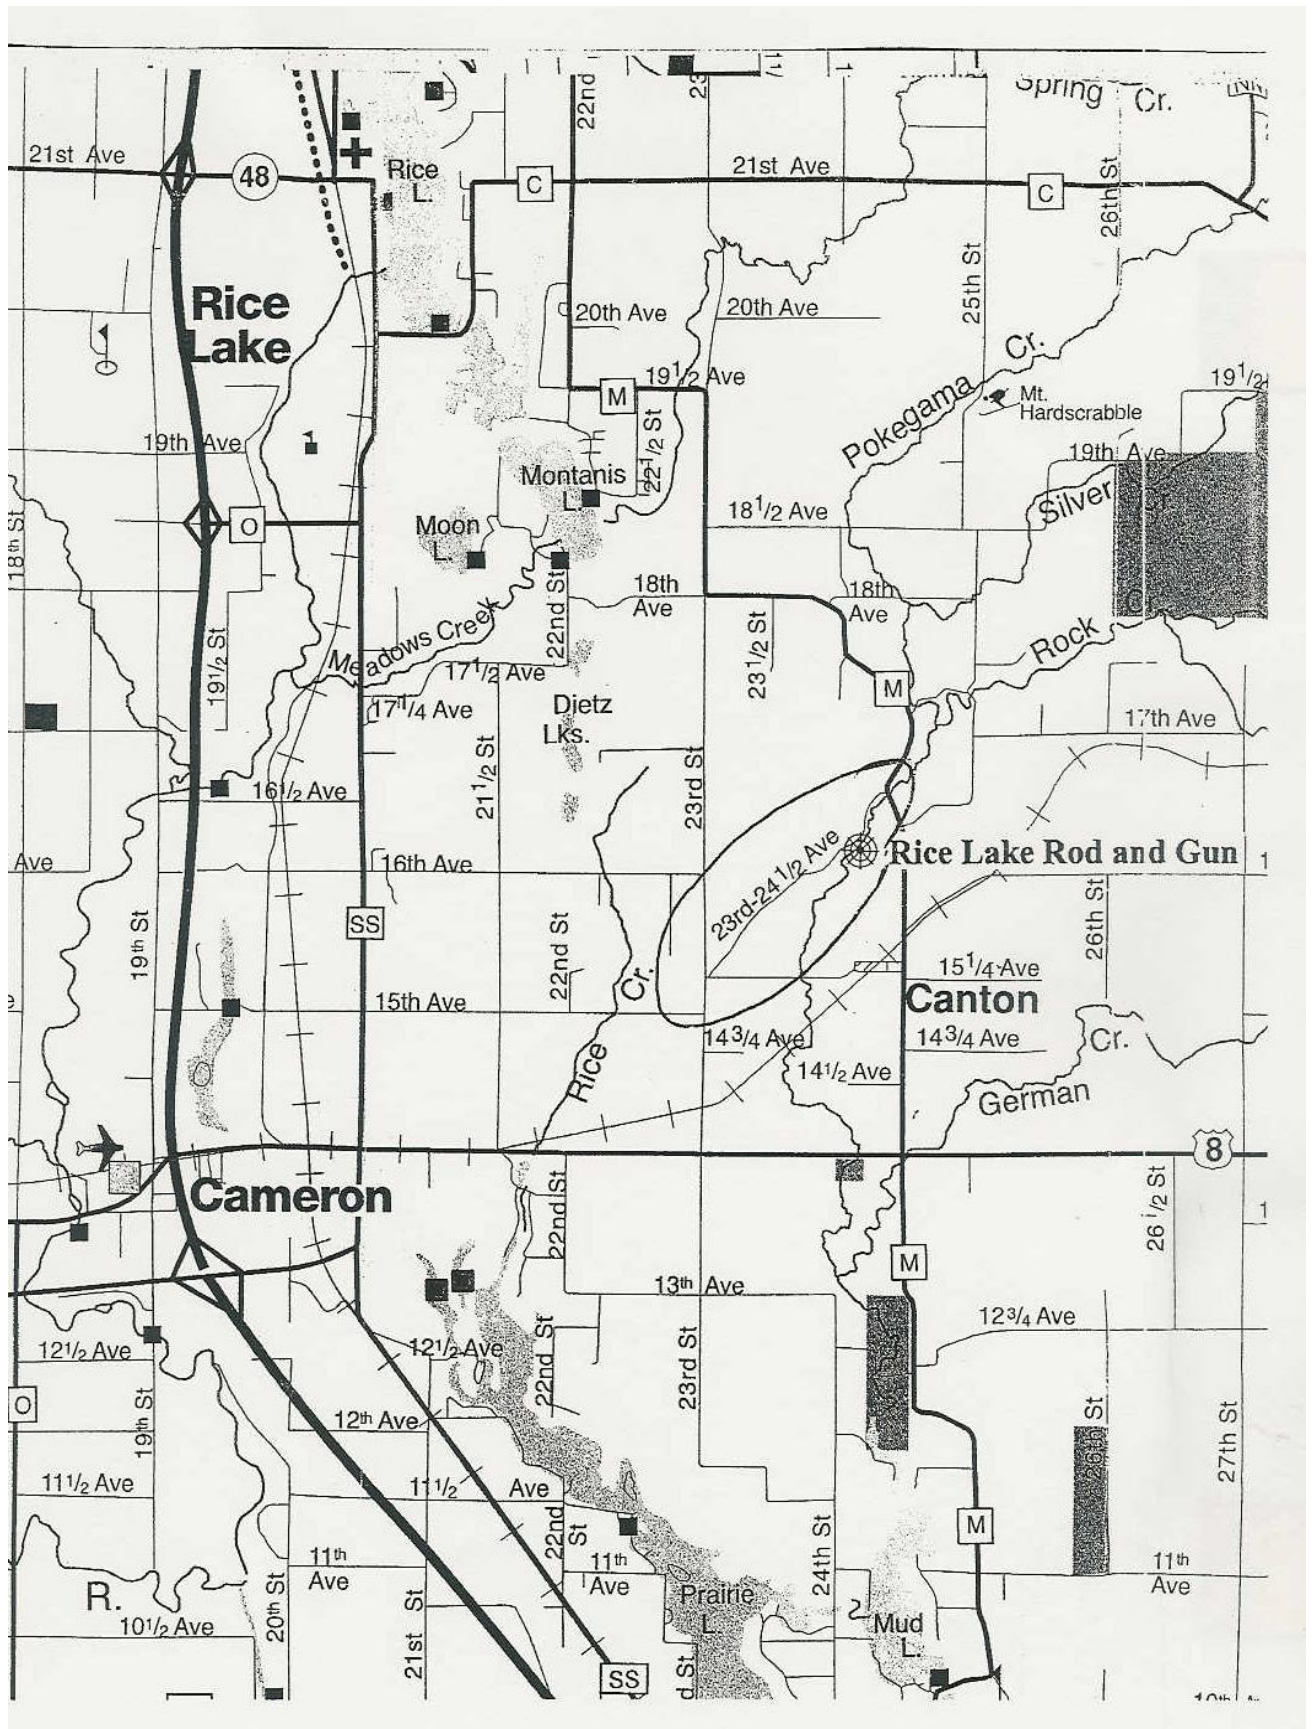 Spring Cr.
22nd
23
21st Ave
48
Rice
L.
C
21st Ave
C
26th St
25th St
Rice
Lake
20th Ave
20th Ave
Pokegama Cr.
M
19 1/2 Ave
19 1/2
Mt.
Hardscrabble
22 1/2 St
19th Ave
19th Ave
Montanis
L.
Silver Cr.
18 1/2 Ave
O
Moon
L.
18th St
18th
Ave
18th
Ave
22nd St
Meadows Creek
23 1/2 St
Rock Cr.
19 1/2 St
17 1/2 Ave
M
17 1/4 Ave
Dietz
Lks.
17th Ave
21 1/2 St
23rd St
16 1/2 Ave
Ave
16th Ave
23rd-24 1/2 Ave
Rice Lake Rod and Gun
1
19th St
SS
22nd St
26th St
15 1/4 Ave
Canton
15th Ave
Rice Cr.
14 3/4 Ave
14 3/4 Ave
14 1/2 Ave
German Cr.
8
Cameron
22nd St
26 1/2 St
1
M
13th Ave
12 3/4 Ave
12 1/2 Ave
12 1/2 Ave
22nd St
23rd St
O
19th St
12th Ave
26th St
27th St
11 1/2 Ave
11 1/2 Ave
22nd
St
24th St
M
11th
Ave
11th
Ave
11th
Ave
R.
20th St
21st St
Prairie
L.
Mud
L.
10 1/2 Ave
SS
d St